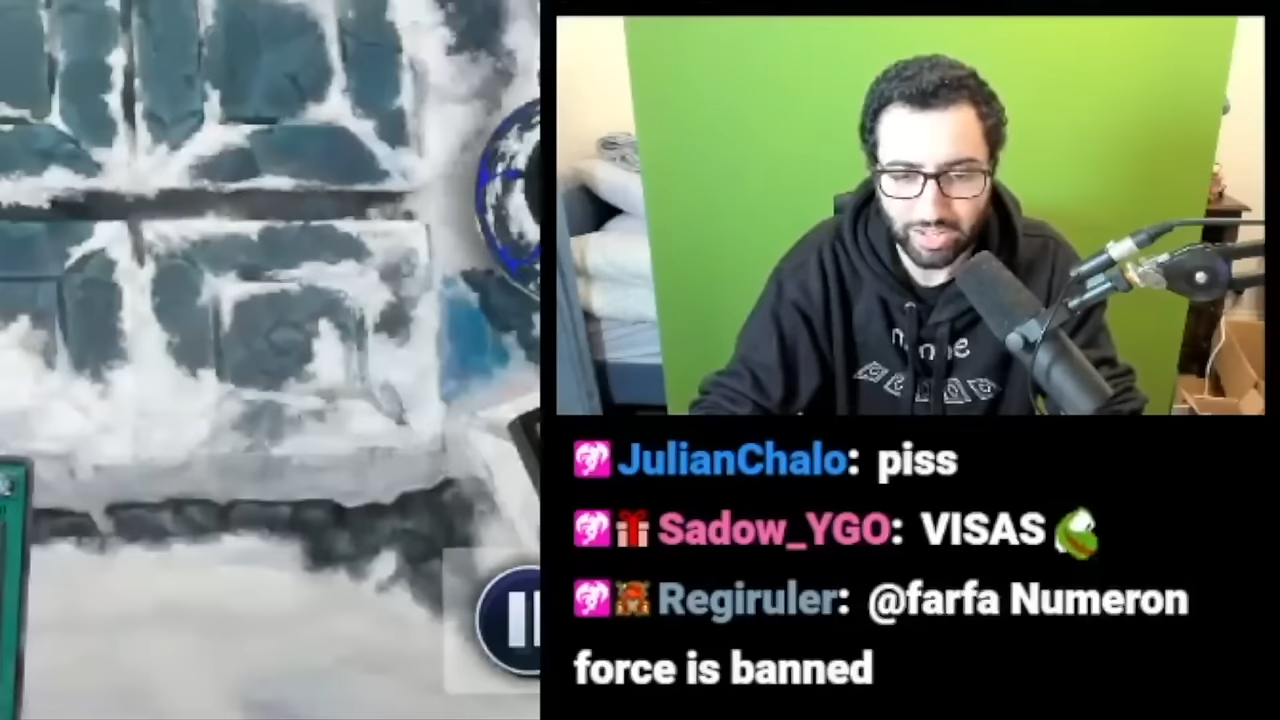 JulianChalo: piss
Sadow_YGO: VISAS
Regiruler: @farfa Numeron
force is banned